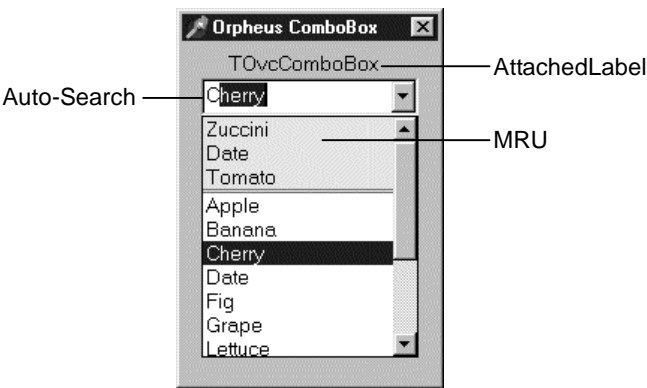 Orpheus ComboBox
TOvcComboBox
AttachedLabel
Auto-Search
Cherry
Zuccini
MRU
Date
Tomato
Apple
Banana
Cherry
Date
Fig
Grape
Lettuce